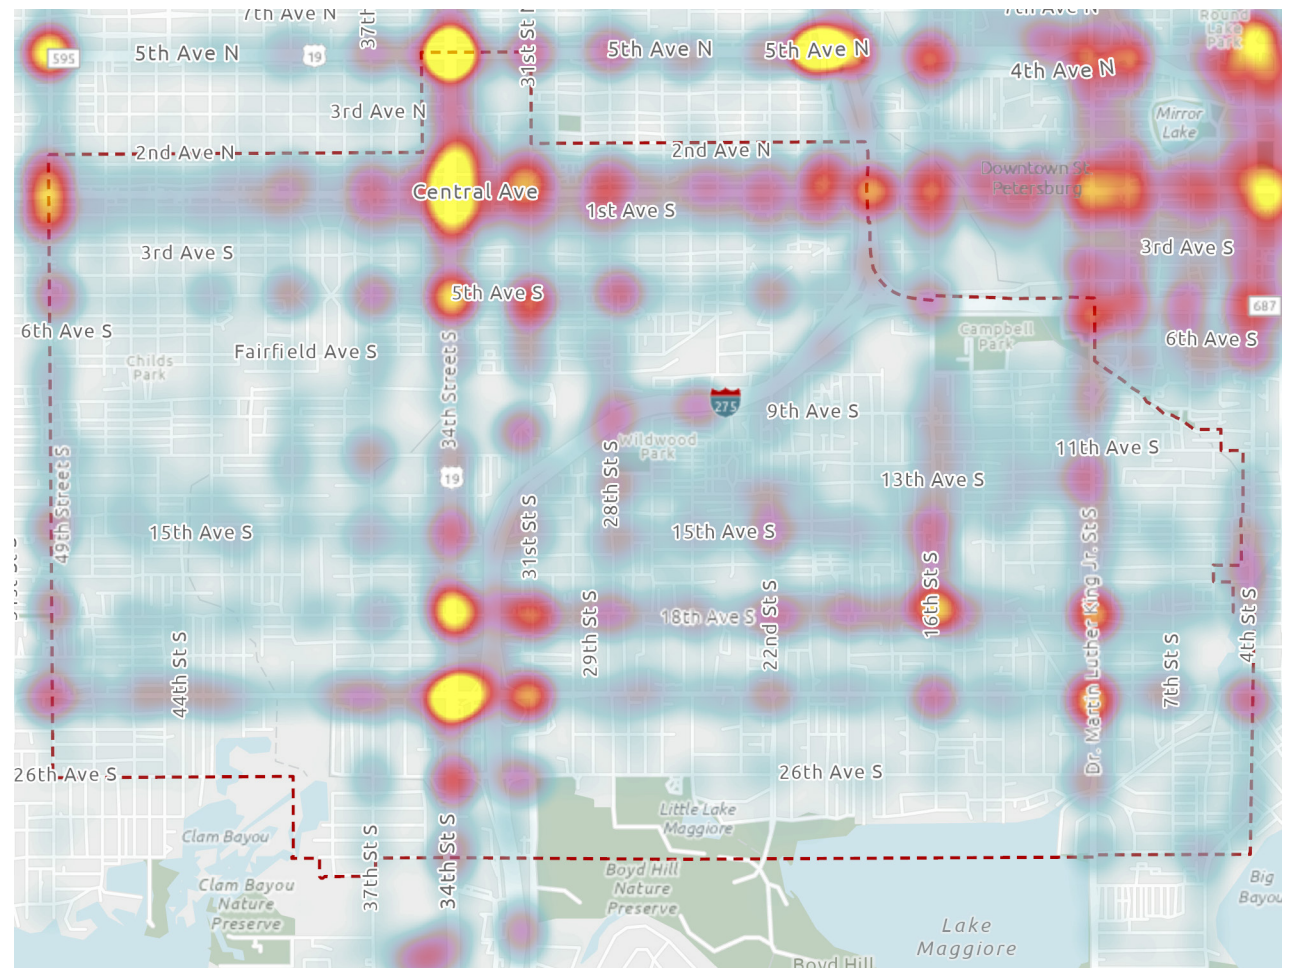 7th Ave N
37th
31st St N
7th Ave N
Round
Lake
Park
595
5th Ave N
19
5th Ave N
5th Ave N
4th Ave N
3rd Ave N
Mirror
Lake
2nd Ave N
2nd Ave N
Downtown St
Petersburg
Central Ave
1st Ave S
3rd Ave S
3rd Ave S
5th Ave S
687
6th Ave S
Campbell
Park
6th Ave S
Fairfield Ave S
Childs
Park
34th Street S
275
9th Ave S
Wildwood
Park
11th Ave S
19
13th Ave S
49th Street S
28th St S
15th Ave S
31st St S
15th Ave S
Dr. Martin Luther King Jr. St S
16th St S
18th Ave S
29th St S
22nd St S
4th St S
44th St S
7th St S
26th Ave S
26th Ave S
Little Lake
Maggiore
Clam Bayou
37th St S
34th St S
Boyd Hill
Nature
Preserve
Clam Bayou
Nature
Preserve
Big
Bayou
Lake
Maggiore
Boyd Hill